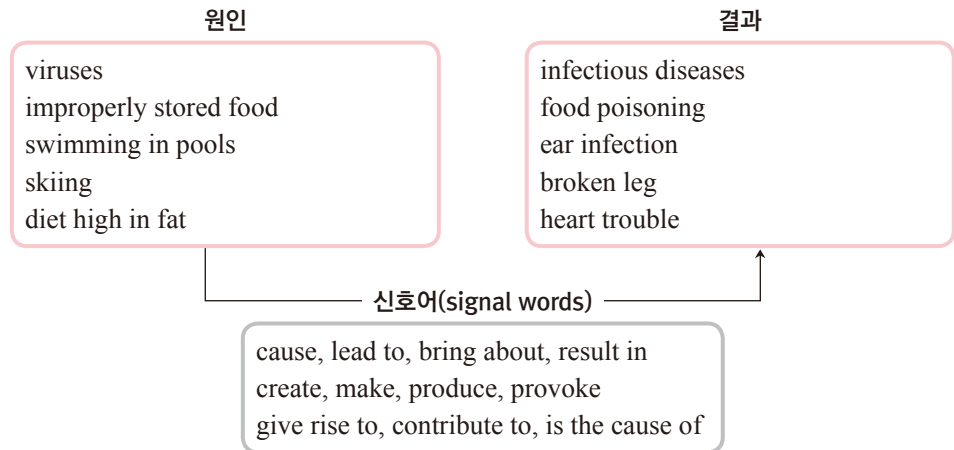 원인
viruses
improperly stored food
swimming in pools
skiing
diet high in fat
결과
infectious diseases
food poisoning
ear infection
broken leg
heart trouble
신호어(signal words)
cause, lead to, bring about, result in
create, make, produce, provoke
give rise to, contribute to, is the cause of